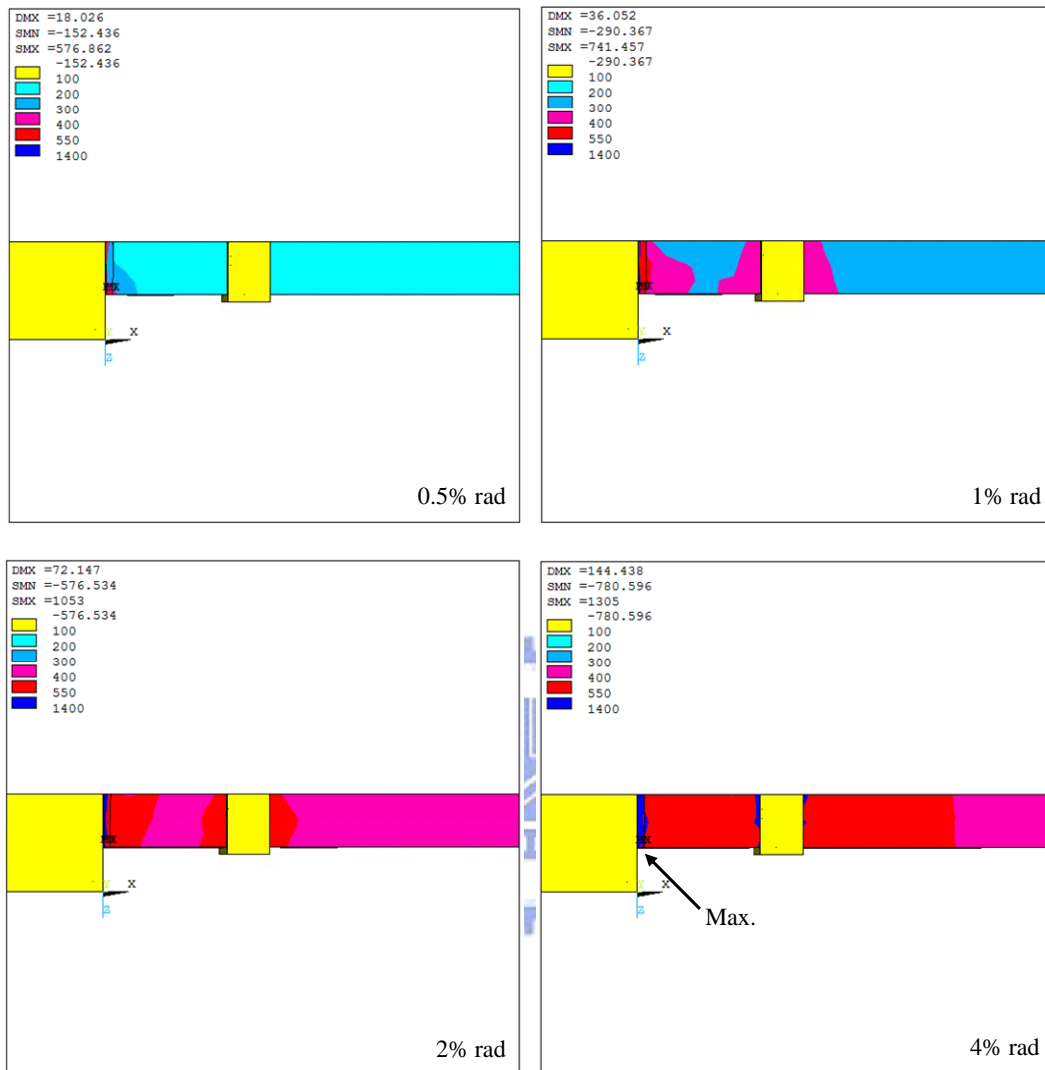 DMX =18.026
SMN =-152.436
SMX =576.862
-152.436
100
200
300
400
550
1400
MX
Y
X
Z
0.5% rad
DMX =36.052
SMN =-290.367
SMX =741.457
-290.367
100
200
300
400
550
1400
MX
Y
X
Z
1% rad
DMX =72.147
SMN =-576.534
SMX =1053
-576.534
100
200
300
400
550
1400
MX
Y
X
Z
2% rad
DMX =144.438
SMN =-780.596
SMX =1305
-780.596
100
200
300
400
550
1400
MX
Y
X
Z
Max.
4% rad